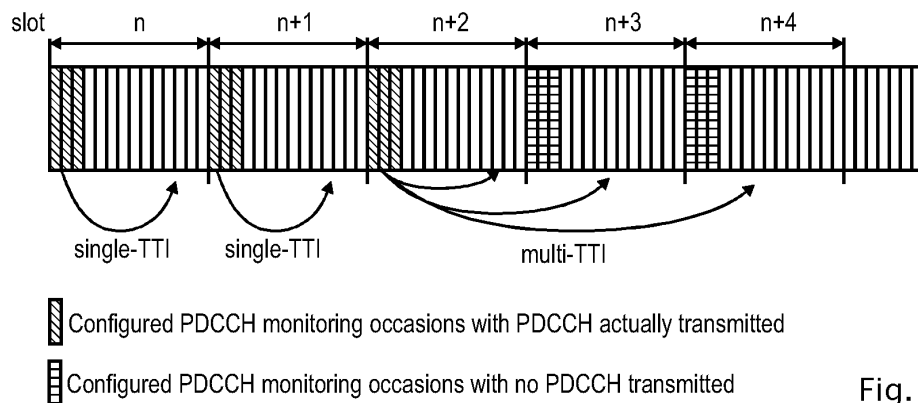 slot n n+1 n+2 n+3 n+4
single-TTI single-TTI multi-TTI
Configured PDCCH monitoring occasions with PDCCH actually transmitted
Configured PDCCH monitoring occasions with no PDCCH transmitted
Fig.